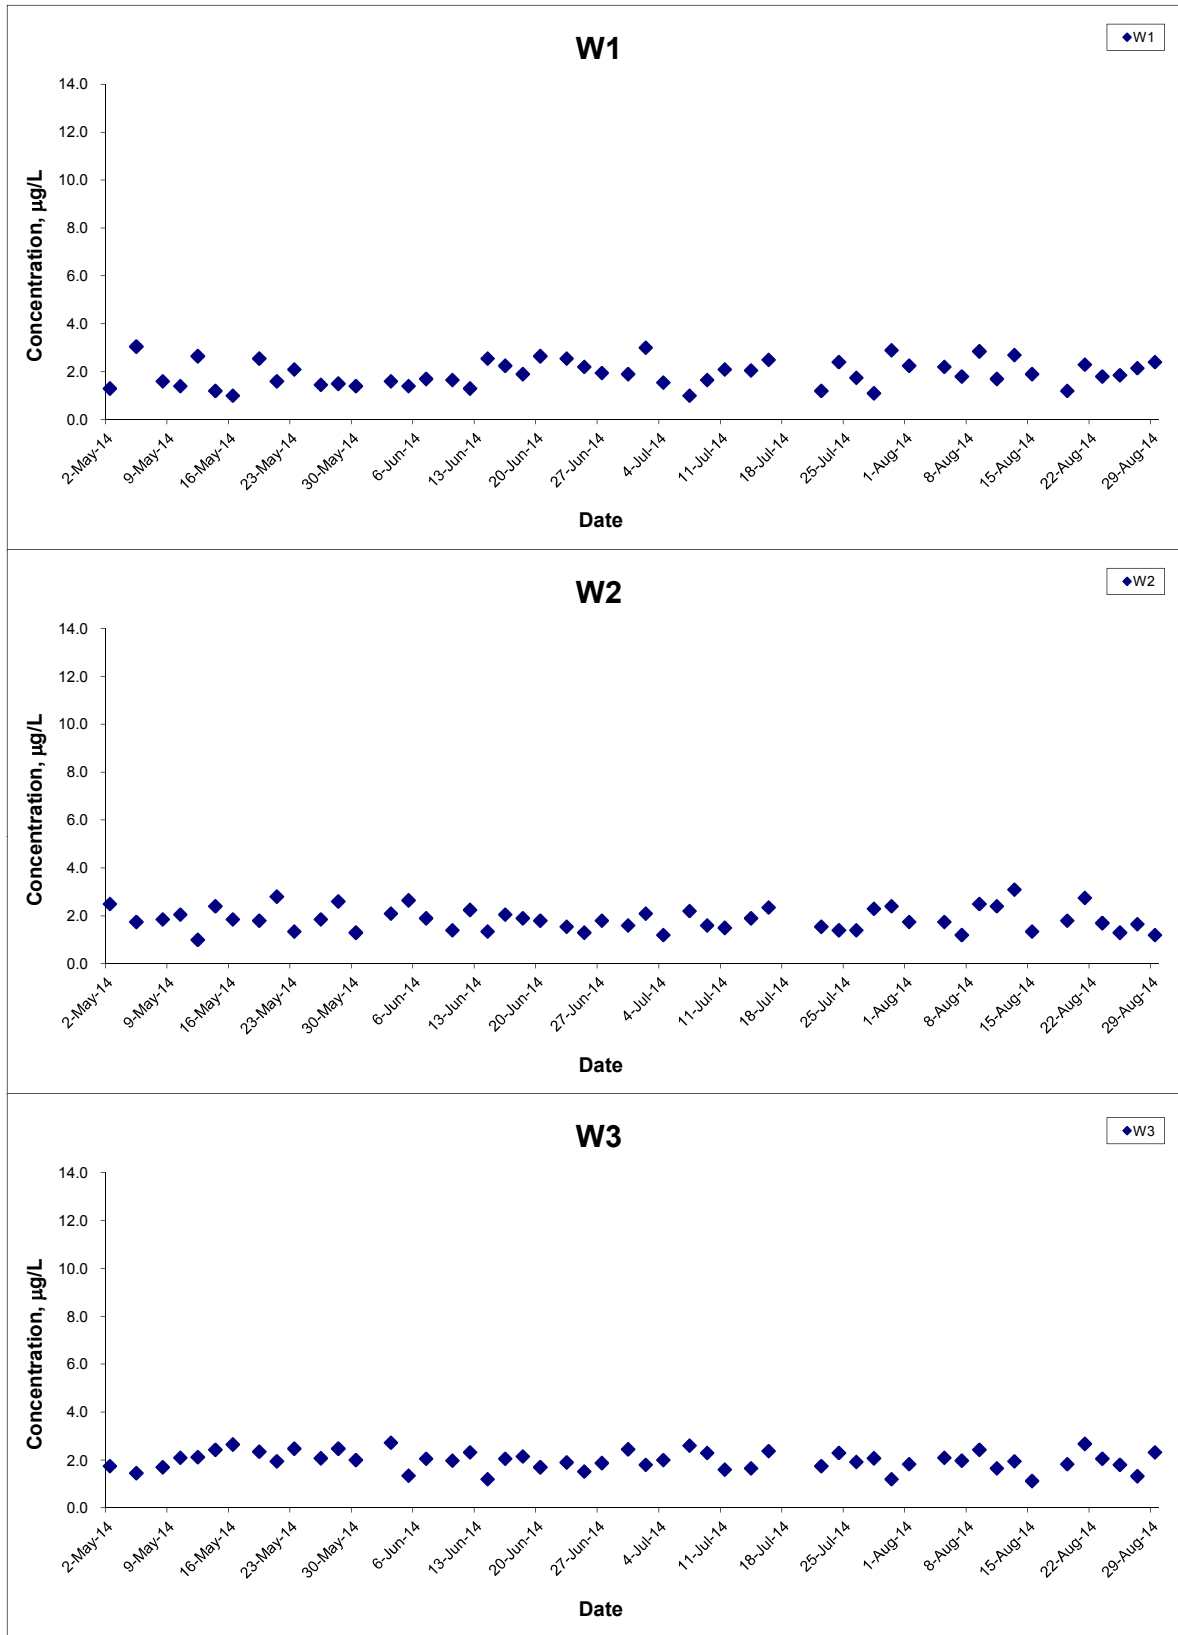 W1
W1
14.0
12.0
10.0
8.0
6.0
4.0
2.0
0.0
Concentration, µg/L
2-May-14
9-May-14
16-May-14
23-May-14
30-May-14
6-Jun-14
13-Jun-14
20-Jun-14
27-Jun-14
4-Jul-14
11-Jul-14
18-Jul-14
25-Jul-14
1-Aug-14
8-Aug-14
15-Aug-14
22-Aug-14
29-Aug-14
Date
W2
W2
14.0
12.0
10.0
8.0
6.0
4.0
2.0
0.0
Concentration, µg/L
2-May-14
9-May-14
16-May-14
23-May-14
30-May-14
6-Jun-14
13-Jun-14
20-Jun-14
27-Jun-14
4-Jul-14
11-Jul-14
18-Jul-14
25-Jul-14
1-Aug-14
8-Aug-14
15-Aug-14
22-Aug-14
29-Aug-14
Date
W3
W3
14.0
12.0
10.0
8.0
6.0
4.0
2.0
0.0
Concentration, µg/L
2-May-14
9-May-14
16-May-14
23-May-14
30-May-14
6-Jun-14
13-Jun-14
20-Jun-14
27-Jun-14
4-Jul-14
11-Jul-14
18-Jul-14
25-Jul-14
1-Aug-14
8-Aug-14
15-Aug-14
22-Aug-14
29-Aug-14
Date